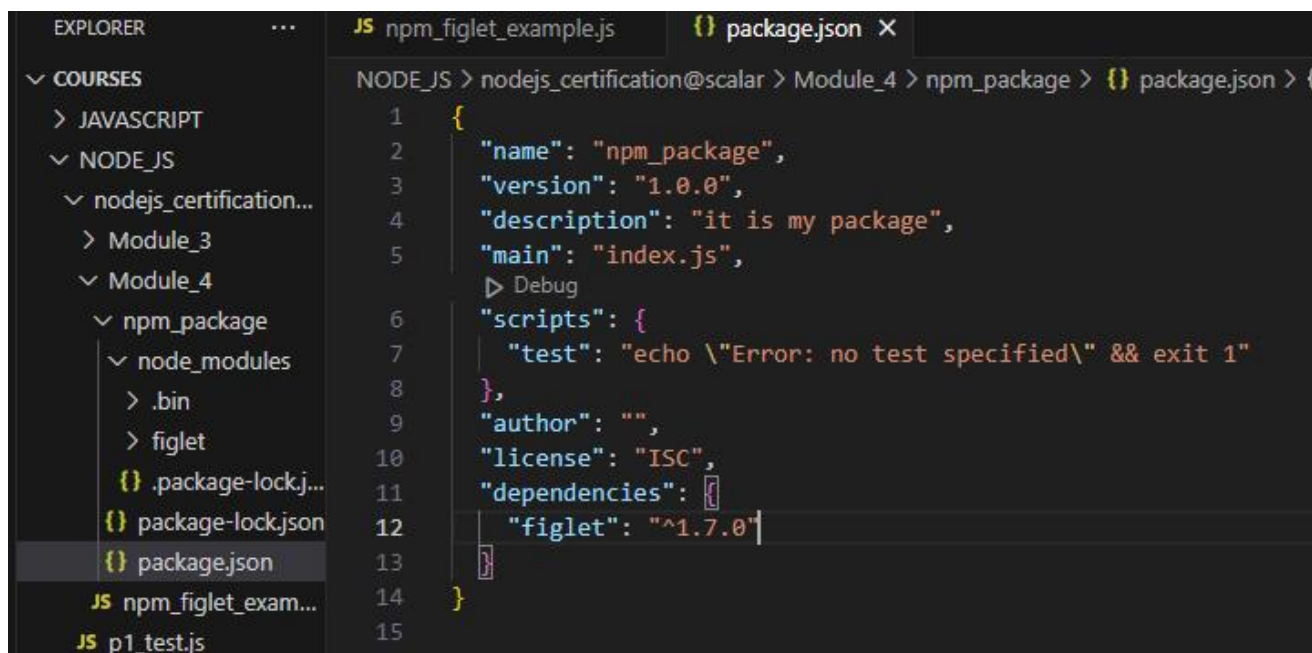 EXPLORER ...
COURSES
JAVASCRIPT
NODE_JS
nodejs_certification...
Module_3
Module_4
npm_package
node_modules
.bin
figlet
{} .package-lock.j...
{} package-lock.json
{} package.json
JS npm_figlet_exam...
JS p1_test.js
JS npm_figlet_example.js {} package.json ×
NODE_JS > nodejs_certification@scalar > Module_4 > npm_package > {} package.json > {
1 {
2 "name": "npm_package",
3 "version": "1.0.0",
4 "description": "it is my package",
5 "main": "index.js",
Debug
6 "scripts": {
7 "test": "echo \"Error: no test specified\" && exit 1"
8 },
9 "author": "",
10 "license": "ISC",
11 "dependencies": {
12 "figlet": "^1.7.0"
13 }
14 }
15